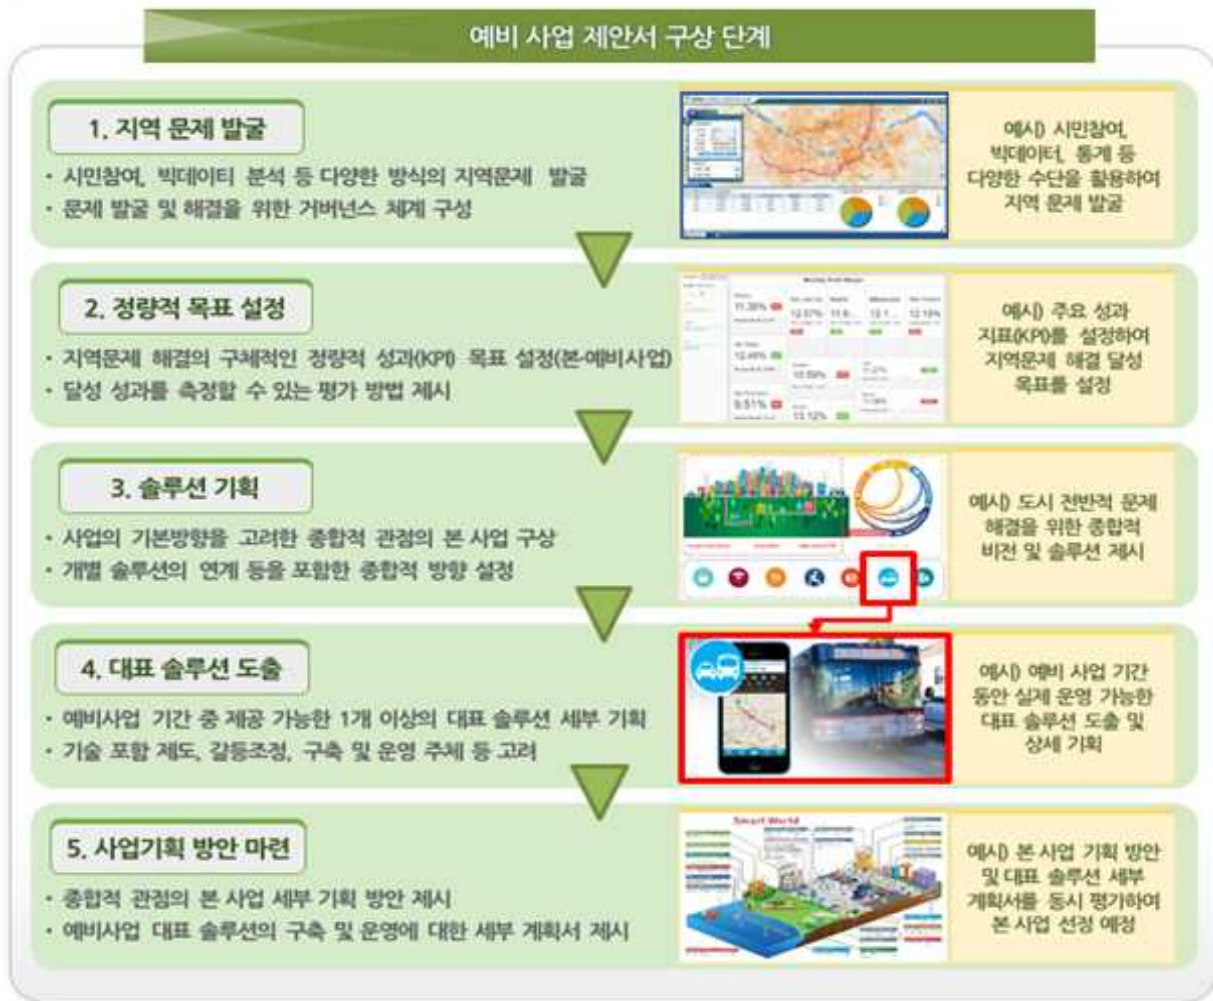 예비 사업 제안서 구상 단계
1. 지역 문제 발굴
• 시민참여, 빅데이터 분석 등 다양한 방식의 지역문제 발굴
• 문제 발굴 및 해결을 위한 거버넌스 체계 구성
예시) 시민참여,
빅데이터, 통계 등
다양한 수단을 활용하여
지역 문제 발굴
2. 정량적 목표 설정
• 지역문제 해결의 구체적인 정량적 성과(KPI) 목표 설정(본·예비사업)
• 달성 성과를 측정할 수 있는 평가 방법 제시
11.38%
12.57%
12.19%
12.48%
10.59%
9.51%
13.12%
예시) 주요 성과
지표(KPI)를 설정하여
지역문제 해결 달성
목표를 설정
3. 솔루션 기획
• 사업의 기본방향을 고려한 종합적 관점의 본 사업 구상
• 개별 솔루션의 연계 등을 포함한 종합적 방향 설정
예시) 도시 전반적 문제
해결을 위한 종합적
비전 및 솔루션 제시
4. 대표 솔루션 도출
• 예비사업 기간 중 제공 가능한 1개 이상의 대표 솔루션 세부 기획
• 기술 포함 제도, 갈등조정, 구축 및 운영 주체 등 고려
예시) 예비 사업 기간
동안 실제 운영 가능한
대표 솔루션 도출 및
상세 기획
5. 사업기획 방안 마련
• 종합적 관점의 본 사업 세부 기획 방안 제시
• 예비사업 대표 솔루션의 구축 및 운영에 대한 세부 계획서 제시
Smart World
예시) 본 사업 기획 방안
및 대표 솔루션 세부
계획서를 동시 평가하여
본 사업 선정 예정